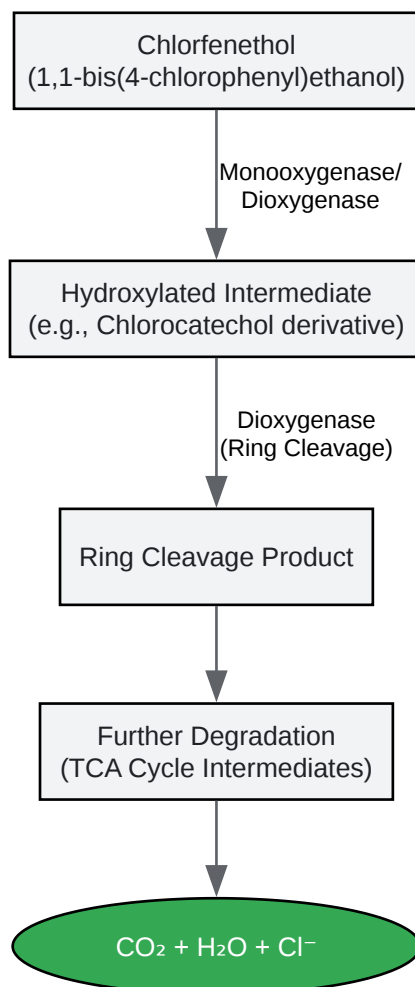 Chlorfenethol
(1,1-bis(4-chlorophenyl)ethanol)
Monooxygenase/
Dioxygenase
Hydroxylated Intermediate
(e.g., Chlorocatechol derivative)
Dioxygenase
(Ring Cleavage)
Ring Cleavage Product
Further Degradation
(TCA Cycle Intermediates)
CO₂ + H₂O + Cl⁻